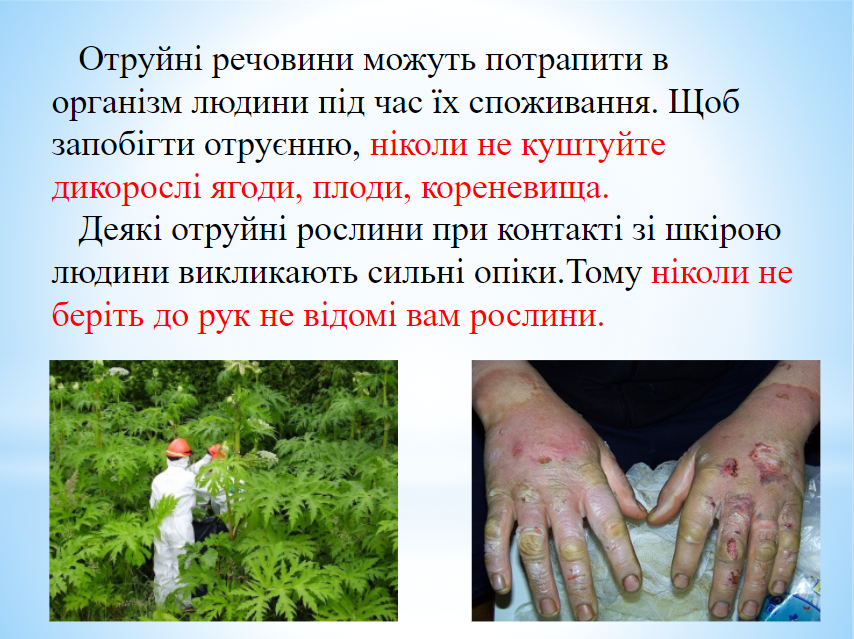 Отруйні речовини можуть потрапити в
організм людини під час їх споживання. Щоб
запобігти отруєнню, ніколи не куштуйте
дикорослі ягоди, плоди, кореневища.
Деякі отруйні рослини при контакті зі шкірою
людини викликають сильні опіки.Тому ніколи не
беріть до рук не відомі вам рослини.